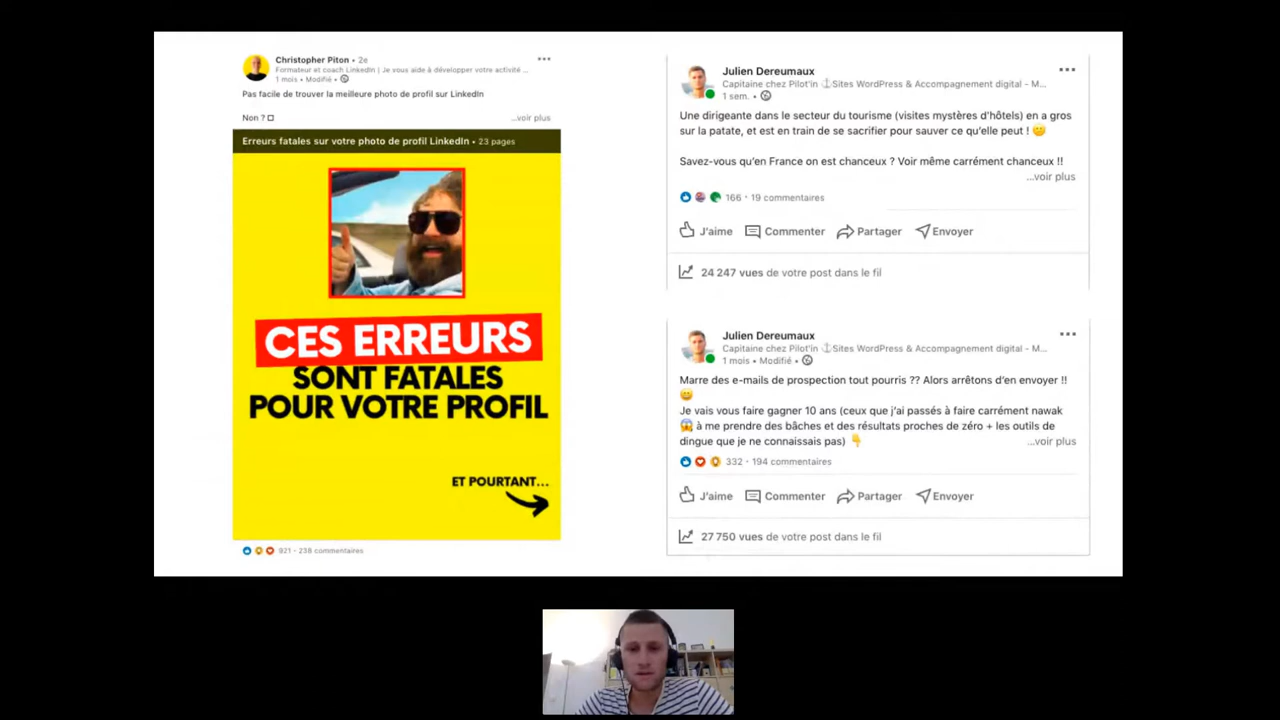 Christopher Piton • 2e
Formateur et coach LinkedIn | Je vous aide à développer votre activité ...
1 mois • Modifié •
Pas facile de trouver la meilleure photo de profil sur LinkedIn
Non ?
...voir plus
Erreurs fatales sur votre photo de profil LinkedIn • 23 pages
CES ERREURS
SONT FATALES
POUR VOTRE PROFIL
ET POURTANT...
921 • 238 commentaires
Julien Dereumaux
Capitaine chez Pilot'in ⚓Sites WordPress & Accompagnement digital - M...
1 sem. •
Une dirigeante dans le secteur du tourisme (visites mystères d'hôtels) en a gros
sur la patate, et est en train de se sacrifier pour sauver ce qu'elle peut ! 🤫
Savez-vous qu'en France on est chanceux ? Voir même carrément chanceux !!
...voir plus
166 • 19 commentaires
J'aime Commenter Partager Envoyer
24 247 vues de votre post dans le fil
Julien Dereumaux
Capitaine chez Pilot'in ⚓Sites WordPress & Accompagnement digital - M...
1 mois • Modifié •
Marre des e-mails de prospection tout pourris ?? Alors arrêtons d'en envoyer !!
😀
Je vais vous faire gagner 10 ans (ceux que j'ai passés à faire carrément nawak
😱 à me prendre des bâches et des résultats proches de zéro + les outils de
dingue que je ne connaissais pas) 👇 ...voir plus
332 • 194 commentaires
J'aime Commenter Partager Envoyer
27 750 vues de votre post dans le fil